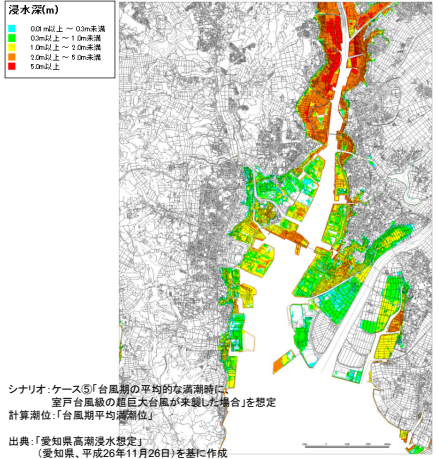 浸水深(m)
0.01m以上 ～ 0.3m未満
0.3m以上 ～ 1.0m未満
1.0m以上 ～ 2.0m未満
2.0m以上 ～ 5.0m未満
5.0m以上
シナリオ:ケース⑤「台風期の平均的な満潮時に、
室戸台風級の超巨大台風が来襲した場合」を想定
計算潮位:「台風期平均満潮位」
出典:「愛知県高潮浸水想定」
(愛知県、平成26年11月26日)を基に作成